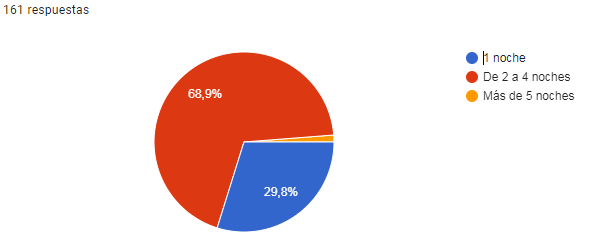 161 respuestas
1 noche
De 2 a 4 noches
Más de 5 noches
68,9%
29,8%